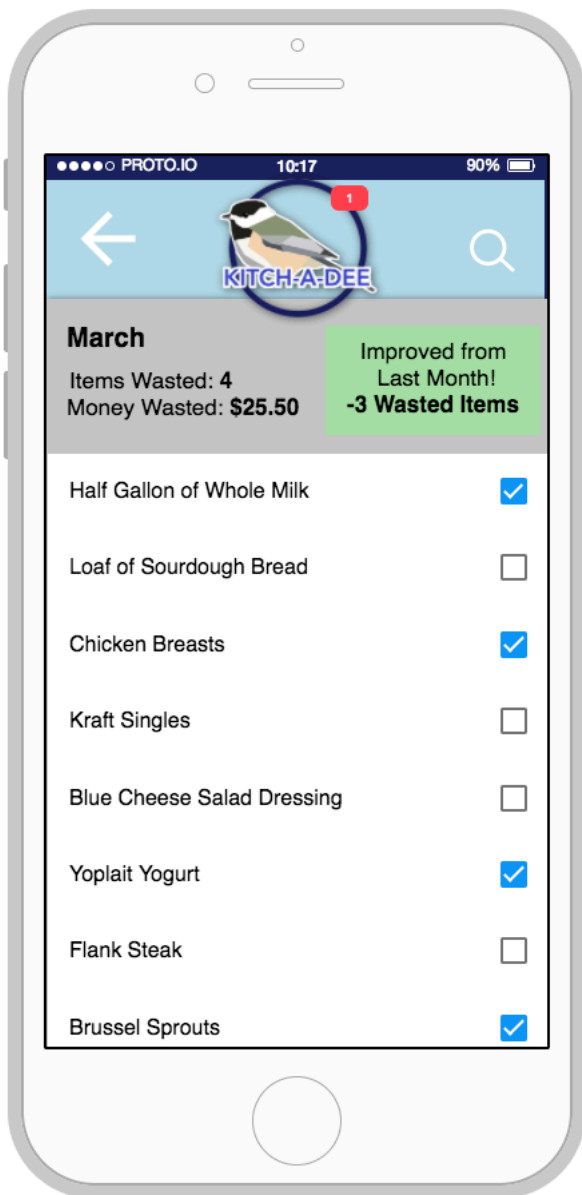 PROTO.IO 10:17 90%
1
KITCH-A-DEE
March
Items Wasted: 4
Money Wasted: $25.50
Improved from
Last Month!
-3 Wasted Items
Half Gallon of Whole Milk
Loaf of Sourdough Bread
Chicken Breasts
Kraft Singles
Blue Cheese Salad Dressing
Yoplait Yogurt
Flank Steak
Brussel Sprouts